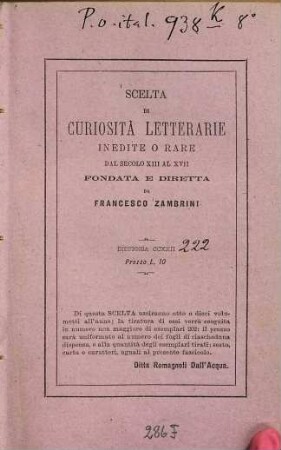 P.o.ital. 938 K 8°
SCELTA
DI
CURIOSITÀ LETTERARIE
INEDITE O RARE
DAL SECOLO XIII AL XVII
FONDATA E DIRETTA
DA
FRANCESCO ZAMBRINI
DISPENSA CCXXII 222
Prezzo L. 10
Di questa SCELTA usciranno otto o dieci volu-
metti all'anno; la tiratura di essi verrà eseguita
in numero non maggiore di esemplari 202: il prezzo
sarà uniformato al numero dei fogli di ciascheduna
dispensa, e alla quantità degli esemplari tirati: sesto,
carta e caratteri, uguali al presente fascicolo.
Ditta Romagnoli Dall'Acqua.
286